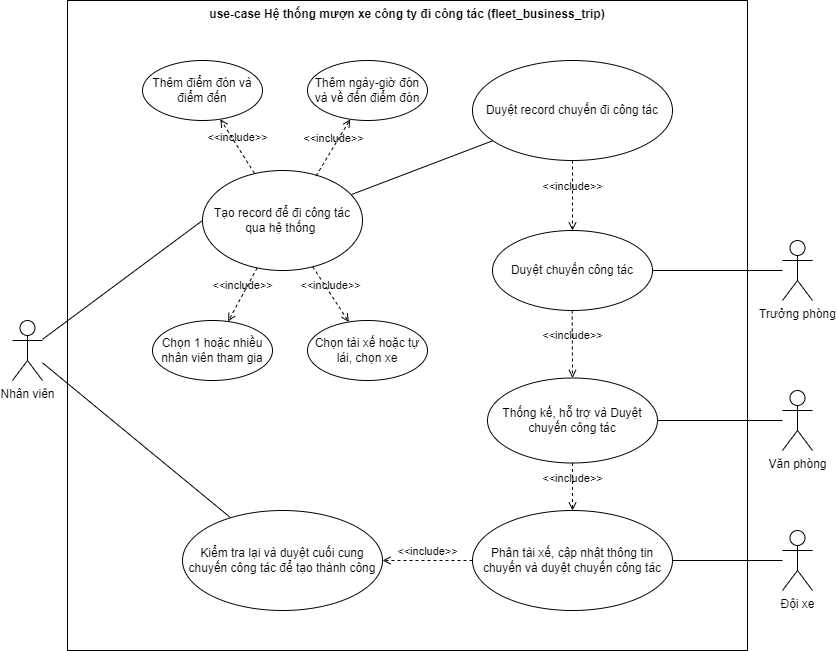 use-case Hệ thống mượn xe công ty đi công tác (fleet_business_trip)
Thêm điểm đón và
điểm đến
Thêm ngày-giờ đón
và về đến điểm đón
Duyệt record chuyến đi công tác
<<include>>
<<include>>
<<include>>
Tạo record để đi công tác
qua hệ thống
Duyệt chuyến công tác
Trưởng phòng
<<include>>
<<include>>
<<include>>
Chọn 1 hoặc nhiều
nhân viên tham gia
Chọn tài xế hoặc tự
lái, chọn xe
Nhân viên
Thống kế, hỗ trợ và Duyệt
chuyến công tác
Văn phòng
<<include>>
Kiểm tra lại và duyệt cuối cung
chuyến công tác để tạo thành công
<<include>>
Phân tài xế, cập nhật thông tin
chuyến và duyệt chuyến công tác
Đội xe